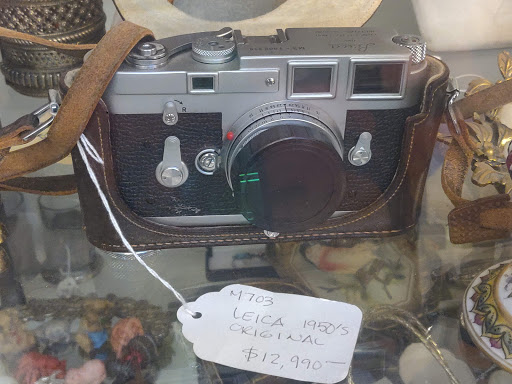 R
M703
LEICA 1950's
ORIGINAL
$12,990—